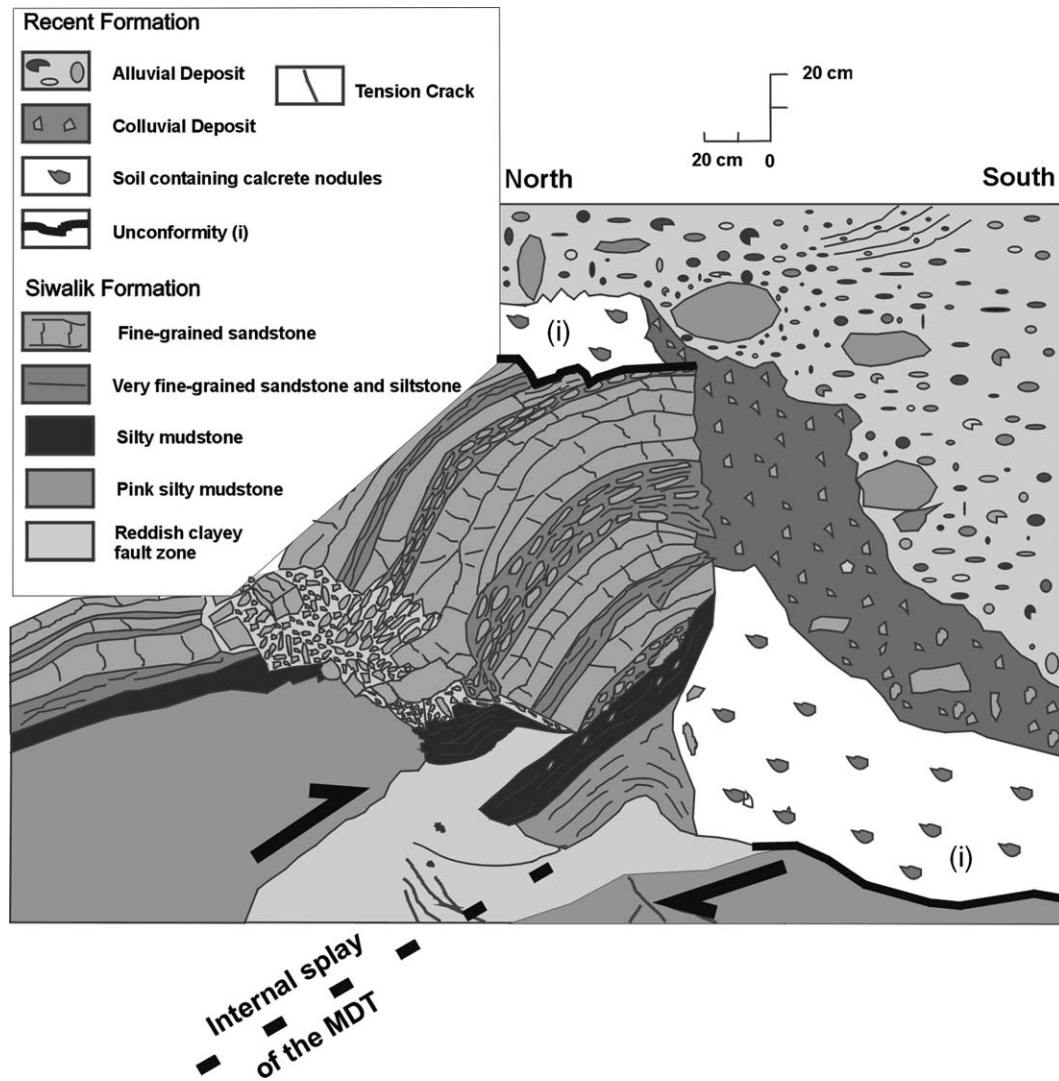 Recent Formation
Alluvial Deposit
Tension Crack
Colluvial Deposit
Soil containing calcrete nodules
Unconformity (i)
Siwalik Formation
Fine-grained sandstone
Very fine-grained sandstone and siltstone
Silty mudstone
Pink silty mudstone
Reddish clayey
fault zone
20 cm
20 cm 0
North South
(i)
(i)
Internal splay
of the MDT